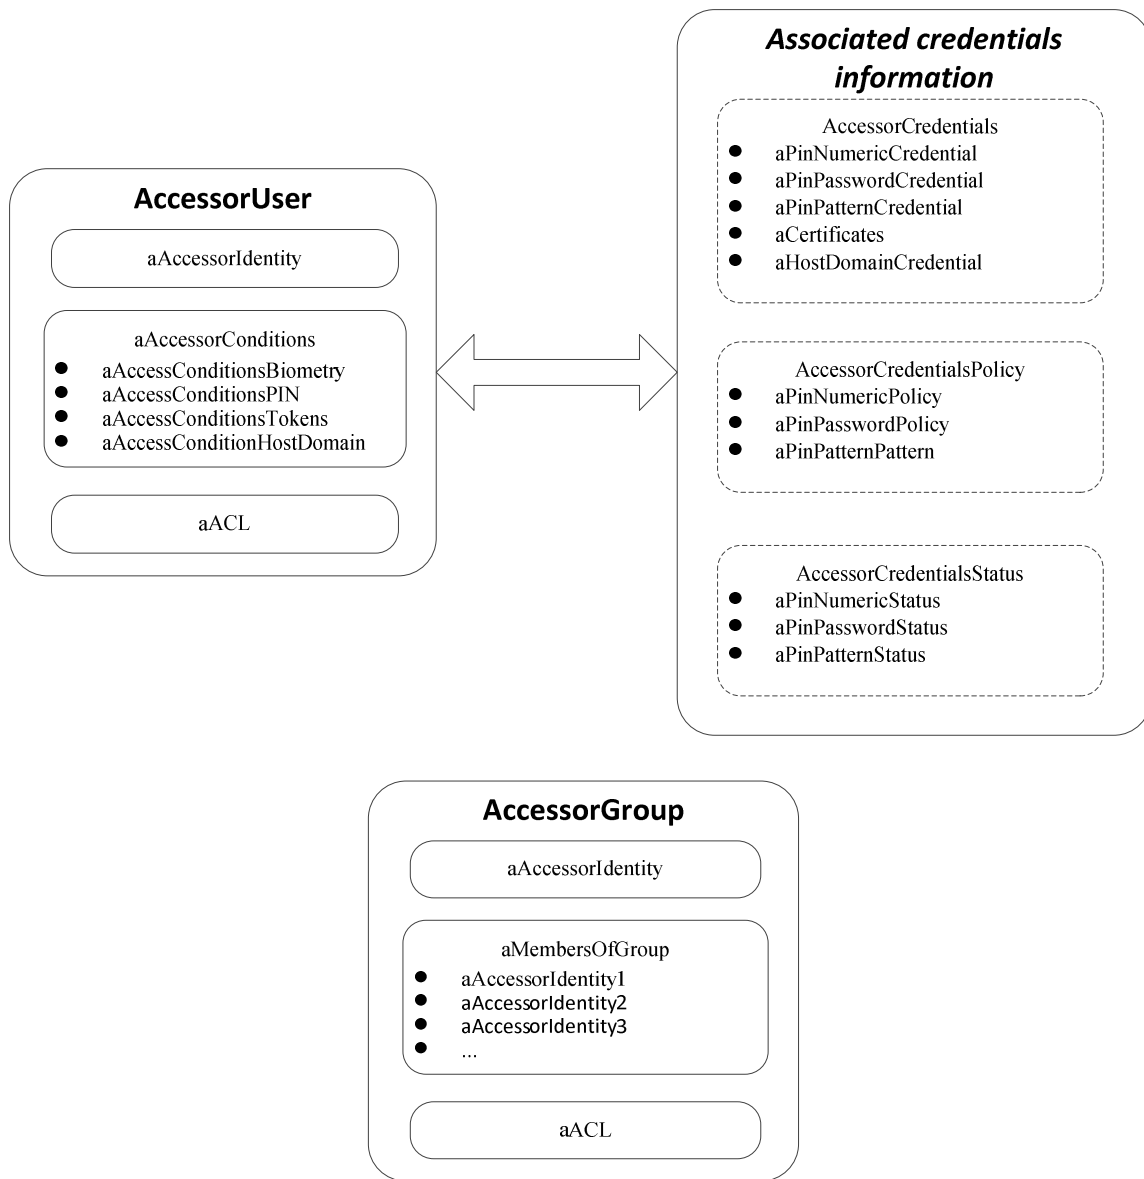 Associated credentials
information
AccessorCredentials
● aPinNumericCredential
● aPinPasswordCredential
● aPinPatternCredential
● aCertificates
● aHostDomainCredential
AccessorCredentialsPolicy
● aPinNumericPolicy
● aPinPasswordPolicy
● aPinPatternPattern
AccessorCredentialsStatus
● aPinNumericStatus
● aPinPasswordStatus
● aPinPatternStatus
AccessorUser
aAccessorIdentity
aAccessorConditions
● aAccessConditionsBiometry
● aAccessConditionsPIN
● aAccessConditionsTokens
● aAccessConditionHostDomain
aACL
AccessorGroup
aAccessorIdentity
aMembersOfGroup
● aAccessorIdentity1
● aAccessorIdentity2
● aAccessorIdentity3
● ...
aACL